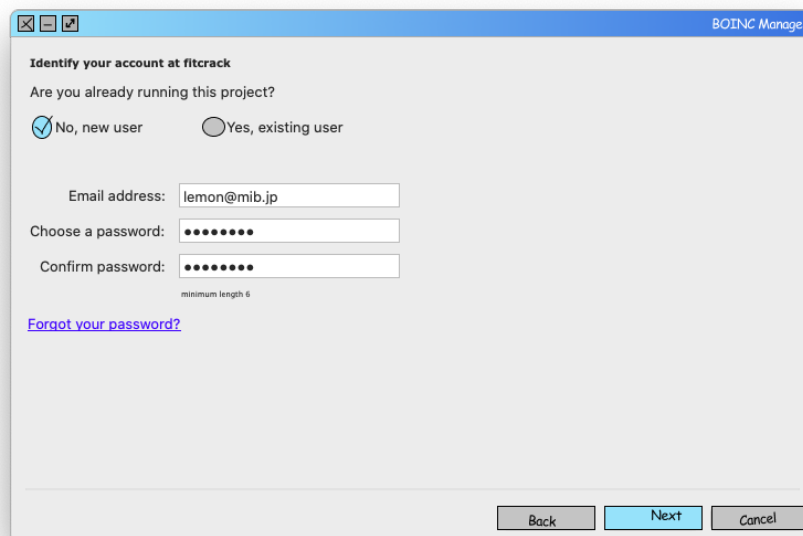 BOINC Manage
Identify your account at fitcrack
Are you already running this project?
No, new user Yes, existing user
Email address: lemon@mib.jp
Choose a password: ●●●●●●●●
Confirm password: ●●●●●●●●
minimum length 6
Forgot your password?
Back Next Cancel